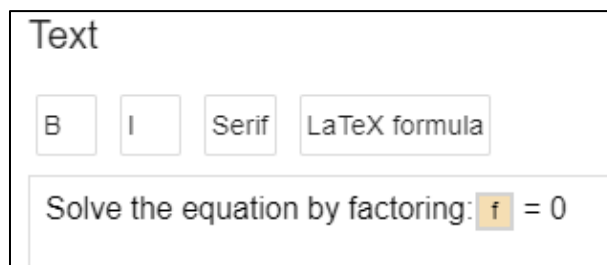 Text
B I Serif LaTeX formula
Solve the equation by factoring: f = 0